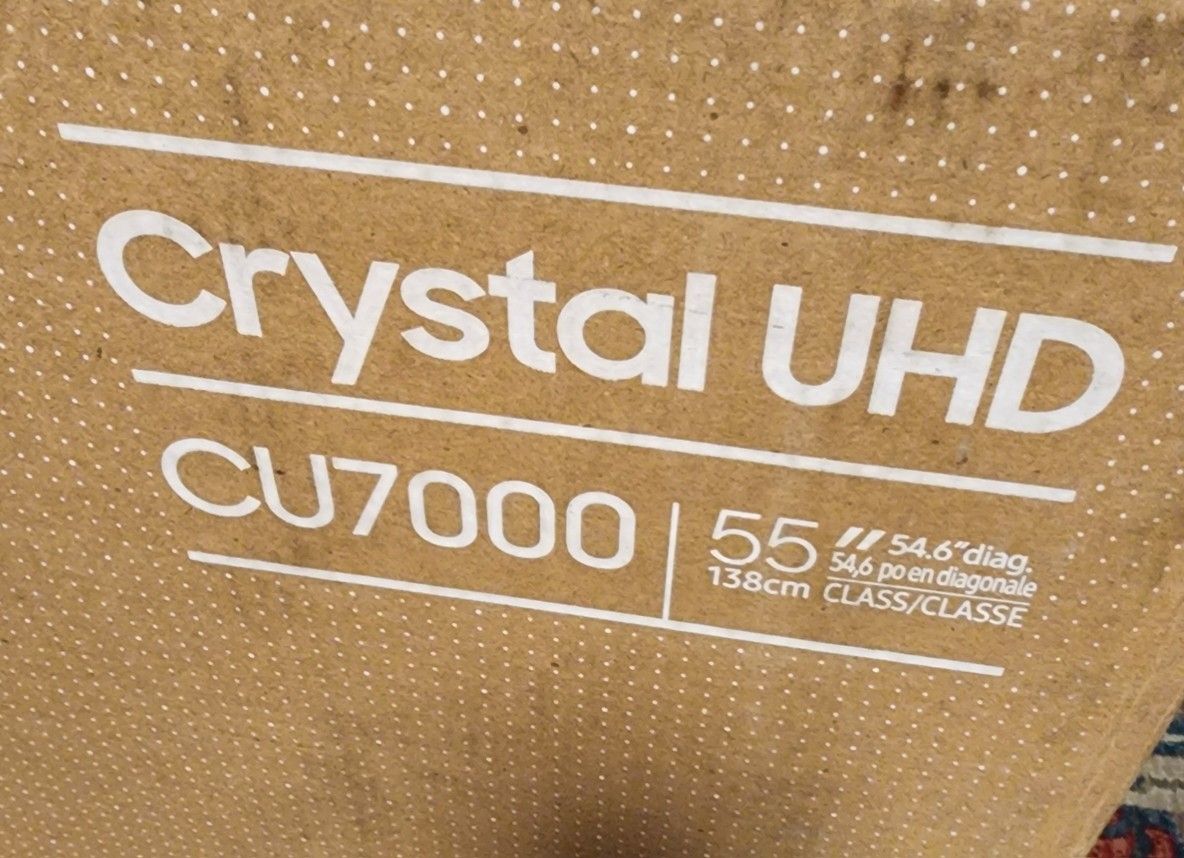 Crystal UHD
CU7000
55" 54.6"diag.
138cm 54,6 po en diagonale
CLASS/CLASSE